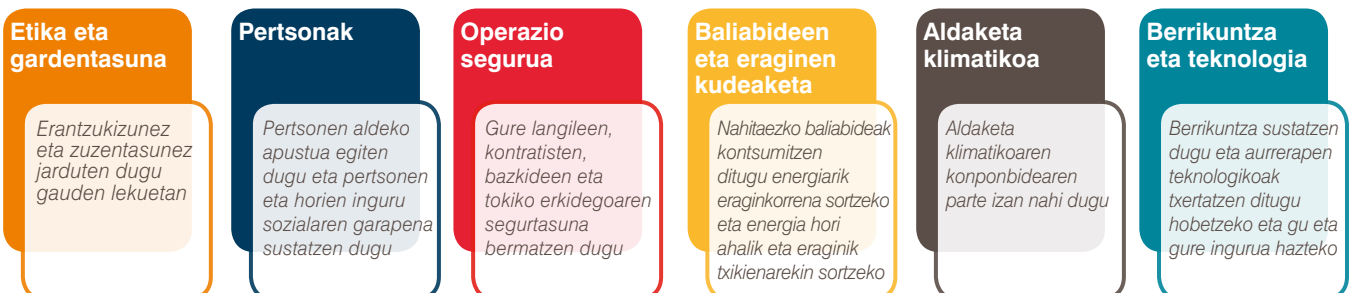 Etika eta
gardentasuna
Erantzukizunez
eta zuzentasunez
jarduten dugu
gauden lekuetan
Pertsonak
Pertsonen aldeko
apustua egiten
dugu eta pertsonen
eta horien inguru
sozialaren garapena
sustatzen dugu
Operazio
segurua
Gure langileen,
kontratisten,
bazkideen eta
tokiko erkidegoaren
segurtasuna
bermatzen dugu
Baliabideen
eta eraginen
kudeaketa
Nahitaezko baliabideak
kontsumitzen
ditugu energiarik
eraginkorrena sortzeko
eta energia hori
ahalik eta eraginik
txikienarekin sortzeko
Aldaketa
klimatikoa
Aldaketa
klimatikoaren
konponbidearen
parte izan nahi dugu
Berrikuntza
eta teknologia
Berrikuntza sustatzen
dugu eta aurrerapen
teknologikoak
txertatzen ditugu
hobetzeko eta gu eta
gure ingurua hazteko